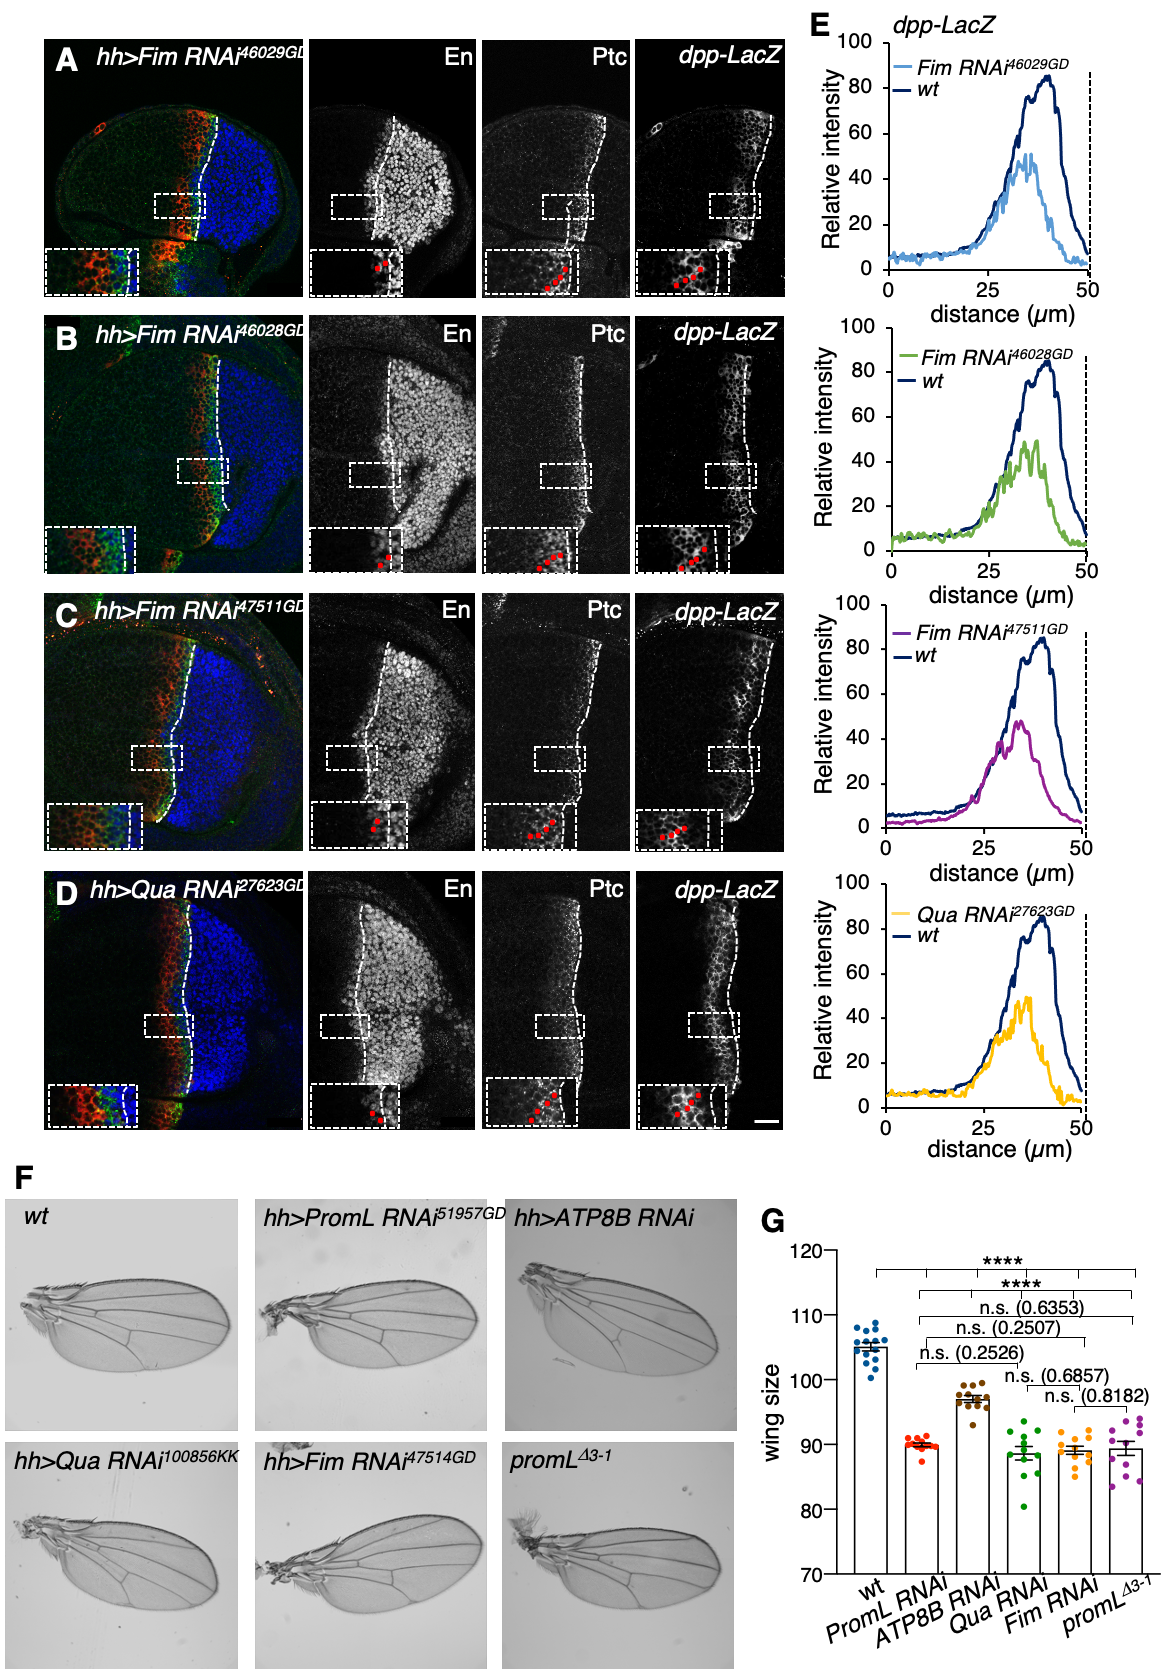 A hh>Fim RNAi46029GD En Ptc dpp-LacZ
B hh>Fim RNAi46028GD En Ptc dpp-LacZ
C hh>Fim RNAi47511GD En Ptc dpp-LacZ
D hh>Qua RNAi27623GD En Ptc dpp-LacZ
E dpp-LacZ
100
80
60
40
20
0
Relative intensity
Fim RNAi46029GD
wt
0 25 50
distance (µm)
100
80
60
40
20
0
Relative intensity
Fim RNAi46028GD
wt
0 25 50
distance (µm)
100
80
60
40
20
0
Relative intensity
Fim RNAi47511GD
wt
0 25 50
distance (µm)
100
80
60
40
20
0
Relative intensity
Qua RNAi27623GD
wt
0 25 50
distance (µm)
F
wt
hh>PromL RNAi51957GD
hh>ATP8B RNAi
hh>Qua RNAi100856KK
hh>Fim RNAi47514GD
promLΔ3-1
G
120
110
100
90
80
70
wing size
****
****
n.s. (0.6353)
n.s. (0.2507)
n.s. (0.2526)
n.s. (0.6857)
n.s. (0.8182)
wt
PromL RNAi
ATP8B RNAi
Qua RNAi
Fim RNAi
promLΔ3-1